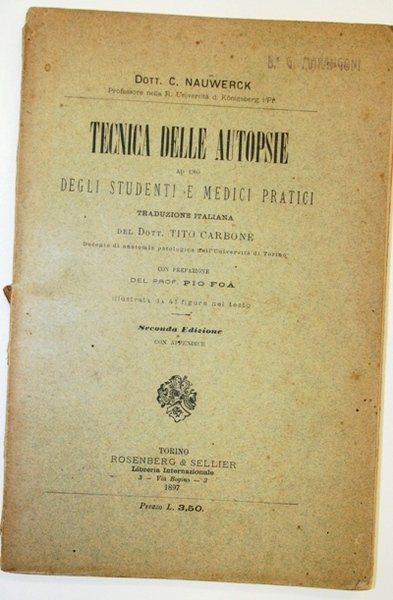 Dott. C. NAUWERCK
Professore nella R. Università di Königsberg i/Pr.
B.a G. MARANGONI
TECNICA DELLE AUTOPSIE
AD USO
DEGLI STUDENTI E MEDICI PRATICI
TRADUZIONE ITALIANA
DEL DOTT. TITO CARBONE
Docente di anatomia patologica nell'Università di Torino
CON PREFAZIONE
DEL PROF. PIO FOÀ
Illustrata da 41 figure nel testo
Seconda Edizione
CON APPENDICE
TORINO
ROSENBERG & SELLIER
Libreria Internazionale
3 - Via Bogino - 3
1897
Prezzo L. 3,50.